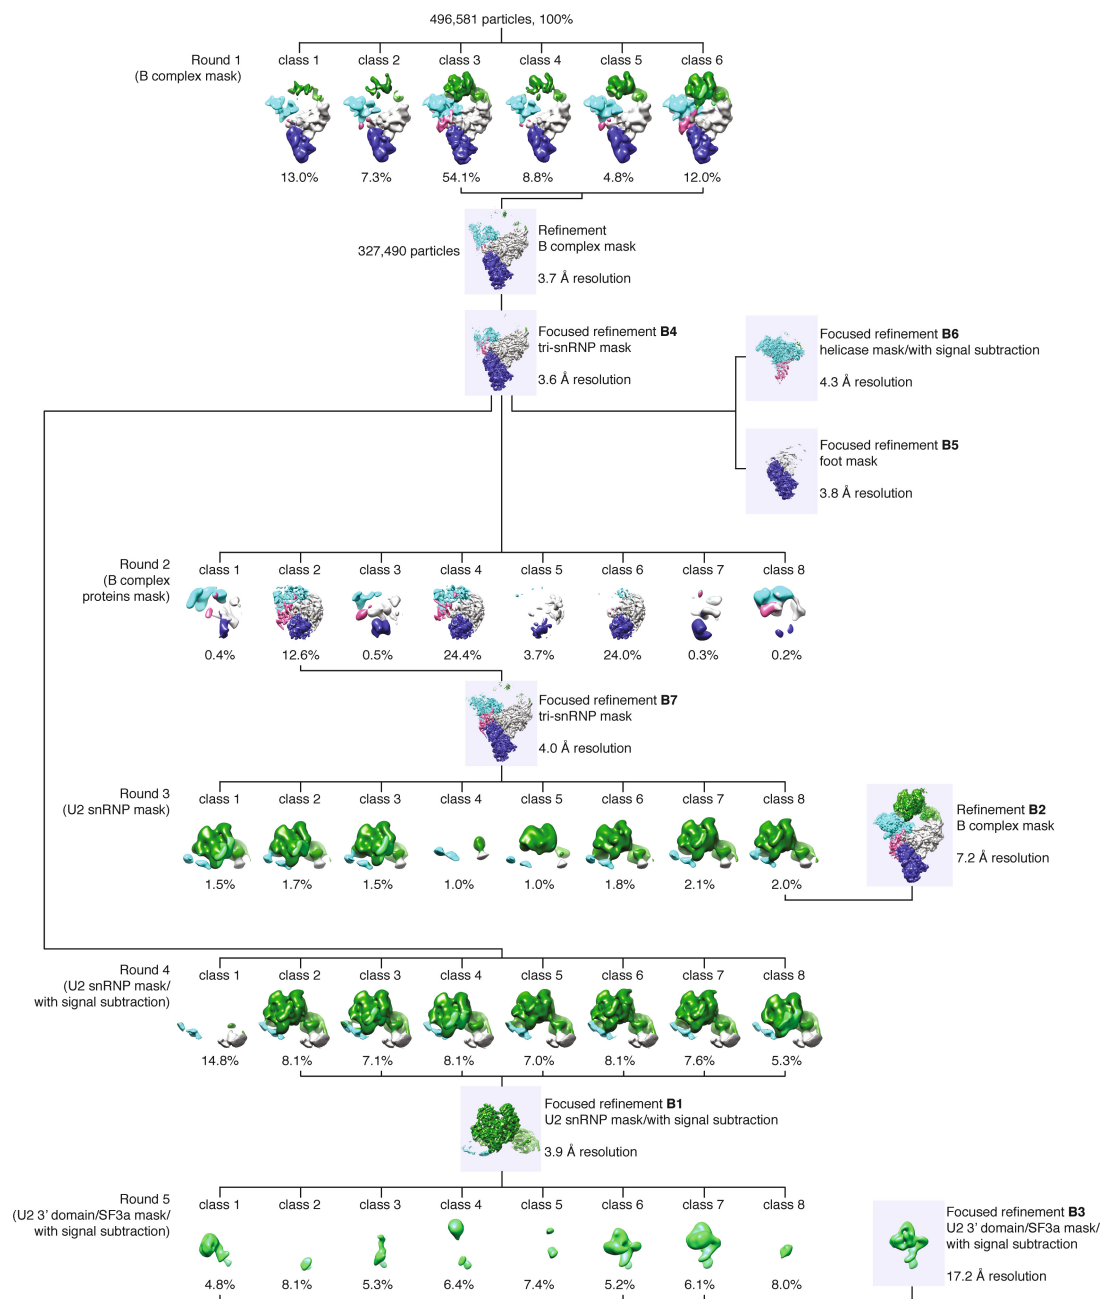 496,581 particles, 100%
Round 1
(B complex mask)
class 1 class 2 class 3 class 4 class 5 class 6
13.0% 7.3% 54.1% 8.8% 4.8% 12.0%
327,490 particles
Refinement
B complex mask
3.7 Å resolution
Focused refinement B4
tri-snRNP mask
3.6 Å resolution
Focused refinement B6
helicase mask/with signal subtraction
4.3 Å resolution
Focused refinement B5
foot mask
3.8 Å resolution
Round 2
(B complex
proteins mask)
class 1 class 2 class 3 class 4 class 5 class 6 class 7 class 8
0.4% 12.6% 0.5% 24.4% 3.7% 24.0% 0.3% 0.2%
Focused refinement B7
tri-snRNP mask
4.0 Å resolution
Round 3
(U2 snRNP mask)
class 1 class 2 class 3 class 4 class 5 class 6 class 7 class 8
1.5% 1.7% 1.5% 1.0% 1.0% 1.8% 2.1% 2.0%
Refinement B2
B complex mask
7.2 Å resolution
Round 4
(U2 snRNP mask/
with signal subtraction)
class 1 class 2 class 3 class 4 class 5 class 6 class 7 class 8
14.8% 8.1% 7.1% 8.1% 7.0% 8.1% 7.6% 5.3%
Focused refinement B1
U2 snRNP mask/with signal subtraction
3.9 Å resolution
Round 5
(U2 3’ domain/SF3a mask/
with signal subtraction)
class 1 class 2 class 3 class 4 class 5 class 6 class 7 class 8
4.8% 8.1% 5.3% 6.4% 7.4% 5.2% 6.1% 8.0%
Focused refinement B3
U2 3’ domain/SF3a mask/
with signal subtraction
17.2 Å resolution